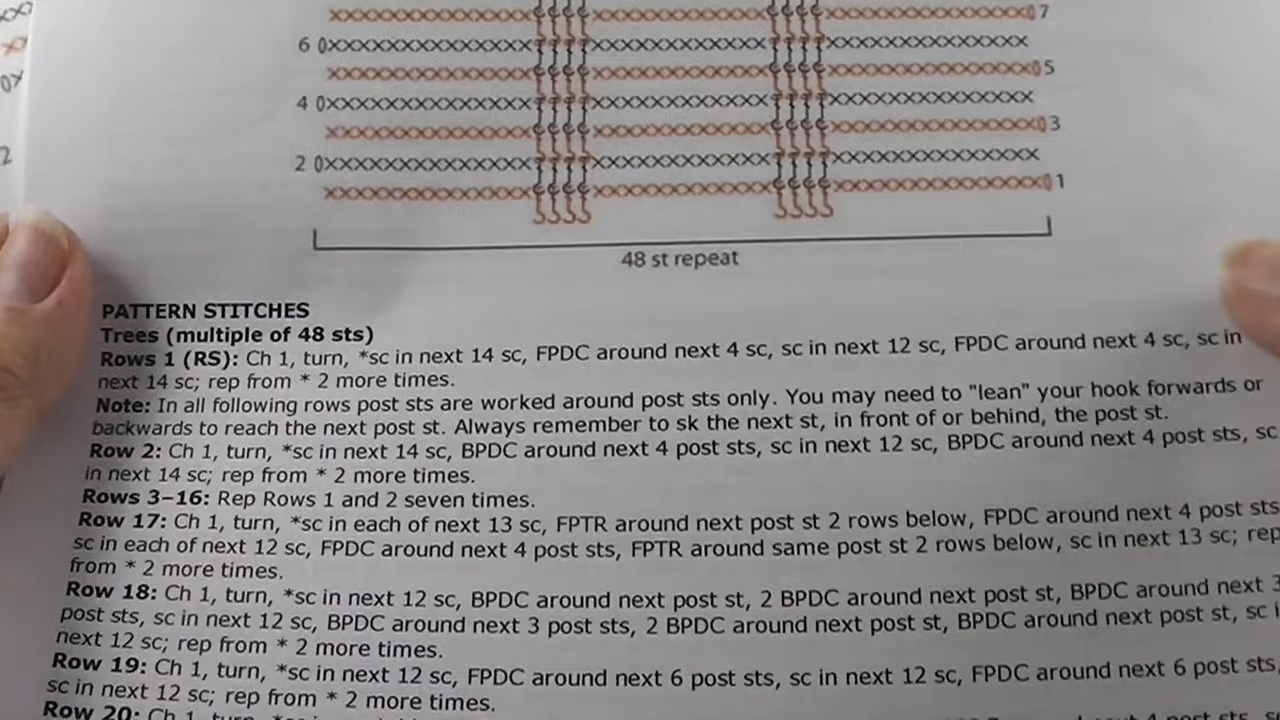 7
6
5
4
3
2
1
48 st repeat
PATTERN STITCHES
Trees (multiple of 48 sts)
Rows 1 (RS): Ch 1, turn, *sc in next 14 sc, FPDC around next 4 sc, sc in next 12 sc, FPDC around next 4 sc, sc in
next 14 sc; rep from * 2 more times.
Note: In all following rows post sts are worked around post sts only. You may need to "lean" your hook forwards or
backwards to reach the next post st. Always remember to sk the next st, in front of or behind, the post st.
Row 2: Ch 1, turn, *sc in next 14 sc, BPDC around next 4 post sts, sc in next 12 sc, BPDC around next 4 post sts, sc
in next 14 sc; rep from * 2 more times.
Rows 3–16: Rep Rows 1 and 2 seven times.
Row 17: Ch 1, turn, *sc in each of next 13 sc, FPTR around next post st 2 rows below, FPDC around next 4 post sts
sc in each of next 12 sc, FPDC around next 4 post sts, FPTR around same post st 2 rows below, sc in next 13 sc; rep
from * 2 more times.
Row 18: Ch 1, turn, *sc in next 12 sc, BPDC around next post st, 2 BPDC around next post st, BPDC around next 3
post sts, sc in next 12 sc, BPDC around next 3 post sts, 2 BPDC around next post st, BPDC around next post st, sc
next 12 sc; rep from * 2 more times.
Row 19: Ch 1, turn, *sc in next 12 sc, FPDC around next 6 post sts, sc in next 12 sc, FPDC around next 6 post sts,
sc in next 12 sc; rep from * 2 more times.
Row 20: Ch 1, turn,